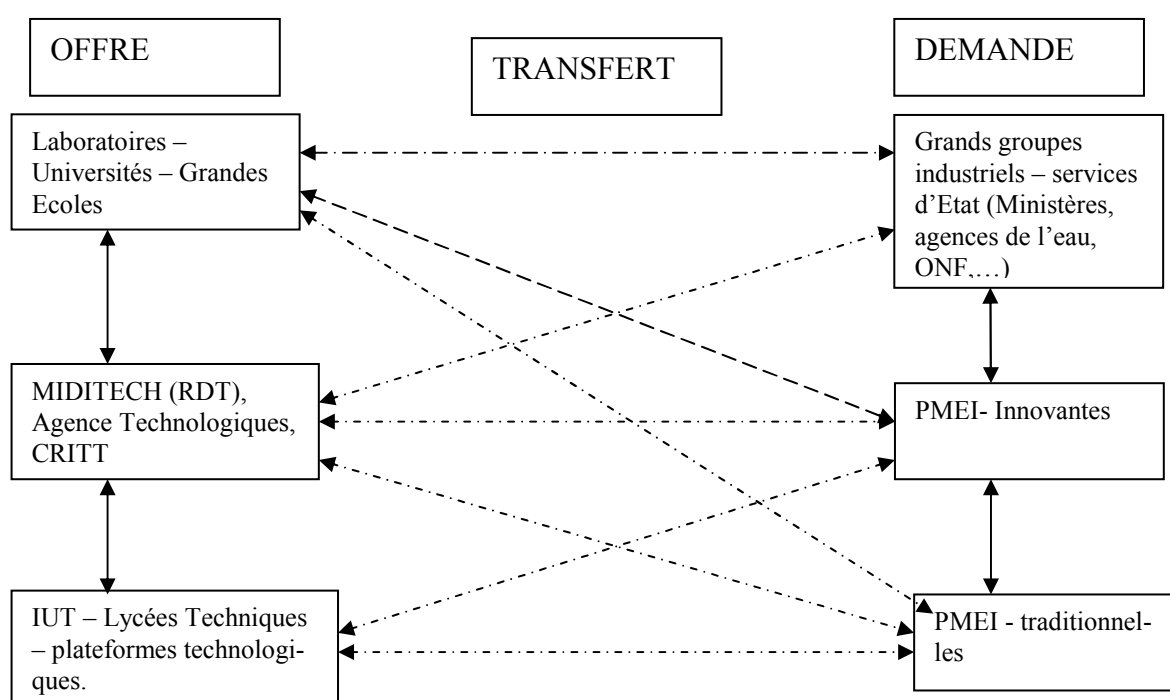 OFFRE
TRANSFERT
DEMANDE
Laboratoires –
Universités – Grandes
Ecoles
Grands groupes
industriels – services
d’Etat (Ministères,
agences de l’eau,
ONF,…)
MIDITECH (RDT),
Agence Technologiques,
CRITT
PMEI- Innovantes
IUT – Lycées Techniques
– plateformes technologi-
ques.
PMEI - traditionnel-
les